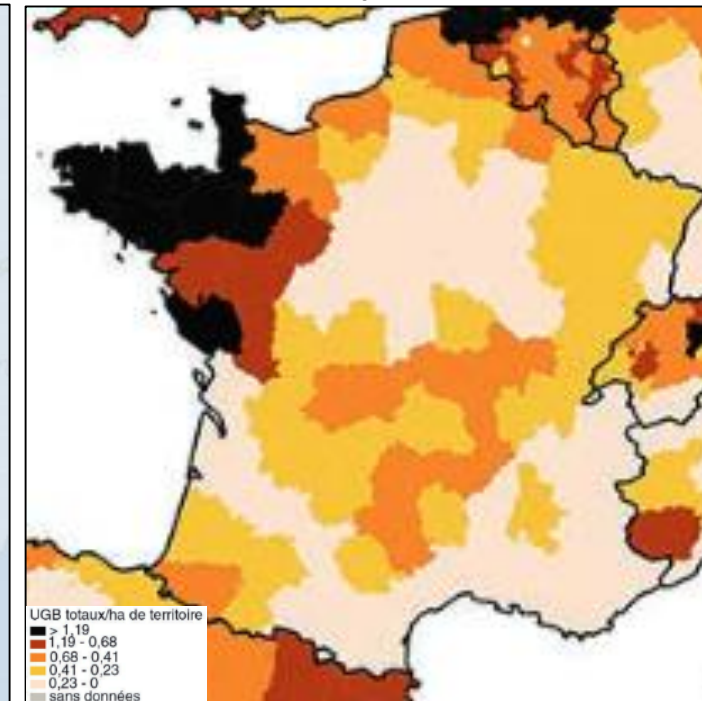 UGB totaux/ha de territoire
> 1,19
1,19 - 0,68
0,68 - 0,41
0,41 - 0,23
0,23 - 0
sans données